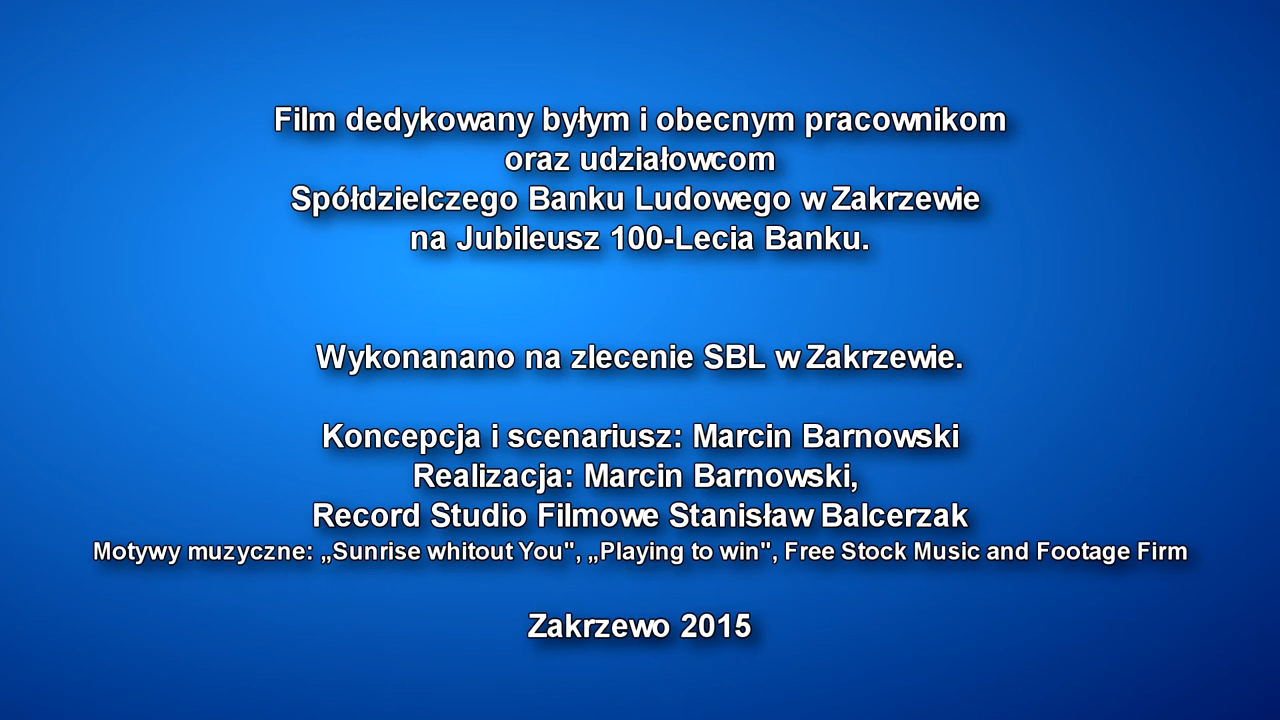 Film dedykowany byłym i obecnym pracownikom
oraz udziałowcom
Spółdzielczego Banku Ludowego w Zakrzewie
na Jubileusz 100-Lecia Banku.
Wykonanano na zlecenie SBL w Zakrzewie.
Koncepcja i scenariusz: Marcin Barnowski
Realizacja: Marcin Barnowski,
Record Studio Filmowe Stanisław Balcerzak
Motywy muzyczne: „Sunrise whitout You", „Playing to win", Free Stock Music and Footage Firm
Zakrzewo 2015